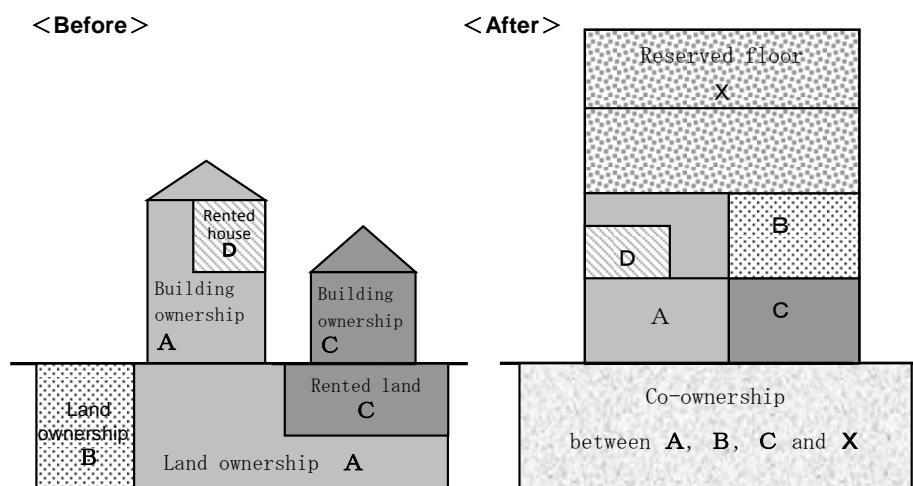 ＜Before＞
Rented
house
D
Building
ownership
A
Building
ownership
C
Rented land
C
Land
ownership
B
Land ownership A
＜After＞
Reserved floor
X
B
D
A
C
Co-ownership
between A, B, C and X